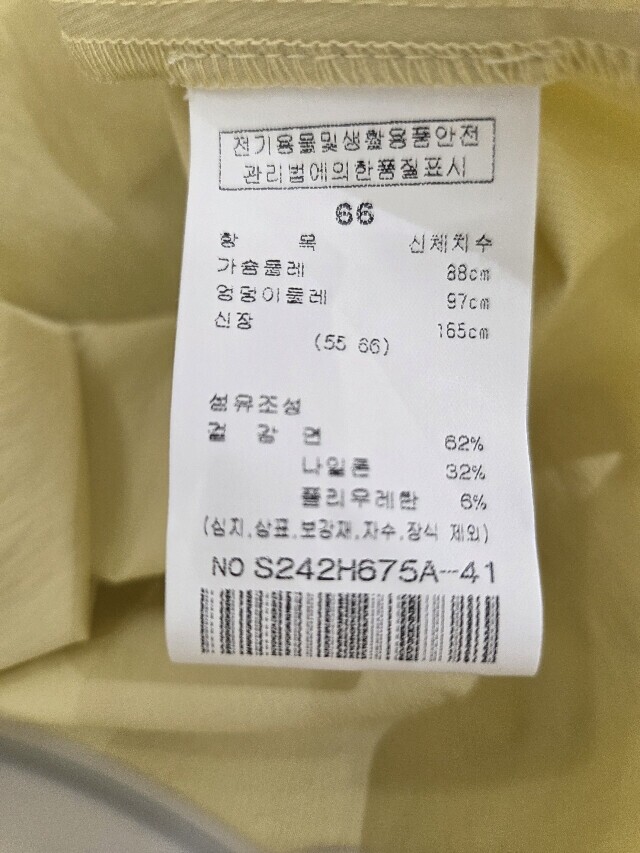 전기용품및생활용품안전
관리법에의한품질표시
66
항 목 신체치수
가슴둘레 88cm
엉덩이둘레 97cm
신장 165cm
(55 66)
섬유조성
겉 감 면 62%
나일론 32%
폴리우레탄 6%
(심지,상표,보강재,자수,장식 제외)
NO S242H675A-41